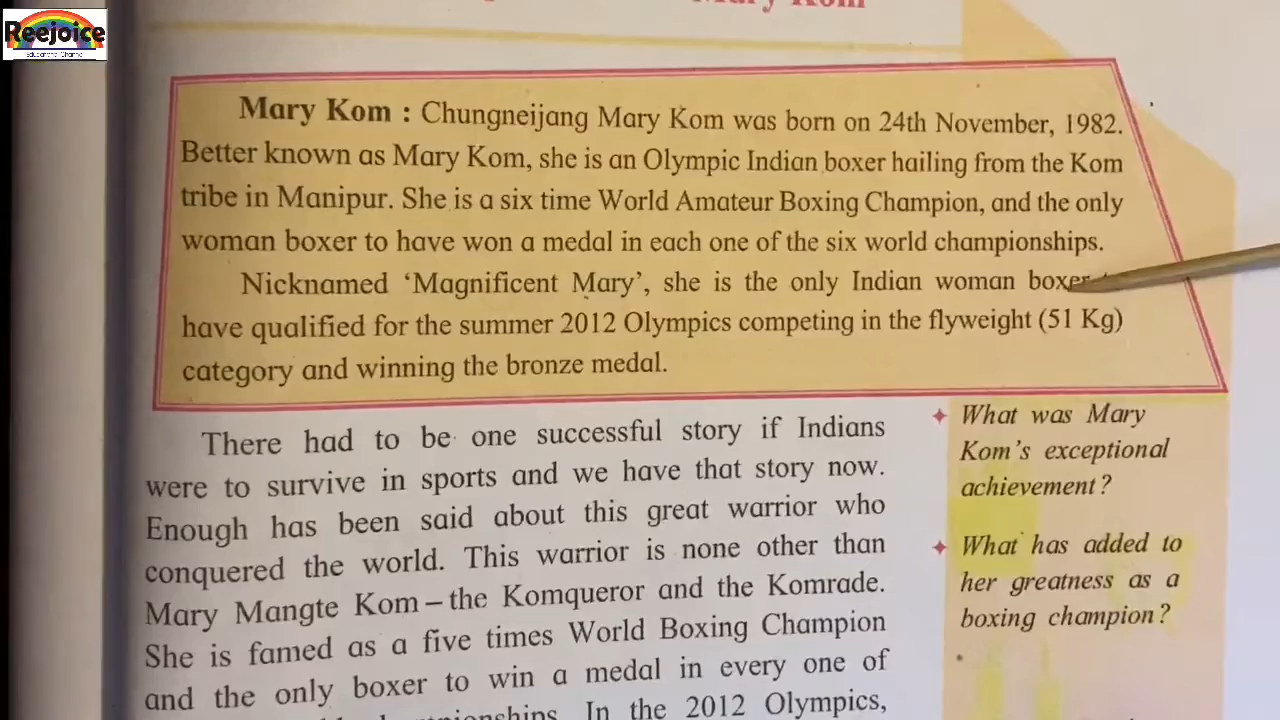 Mary Kom
Reejoice
Educational Channel
Mary Kom : Chungneijang Mary Kom was born on 24th November, 1982.
Better known as Mary Kom, she is an Olympic Indian boxer hailing from the Kom
tribe in Manipur. She is a six time World Amateur Boxing Champion, and the only
woman boxer to have won a medal in each one of the six world championships.
Nicknamed ‘Magnificent Mary’, she is the only Indian woman boxer
have qualified for the summer 2012 Olympics competing in the flyweight (51 Kg)
category and winning the bronze medal.
There had to be one successful story if Indians
were to survive in sports and we have that story now.
Enough has been said about this great warrior who
conquered the world. This warrior is none other than
Mary Mangte Kom – the Komqueror and the Komrade.
She is famed as a five times World Boxing Champion
and the only boxer to win a medal in every one of
In the 2012 Olympics,
✦ What was Mary
Kom’s exceptional
achievement?
✦ What has added to
her greatness as a
boxing champion?